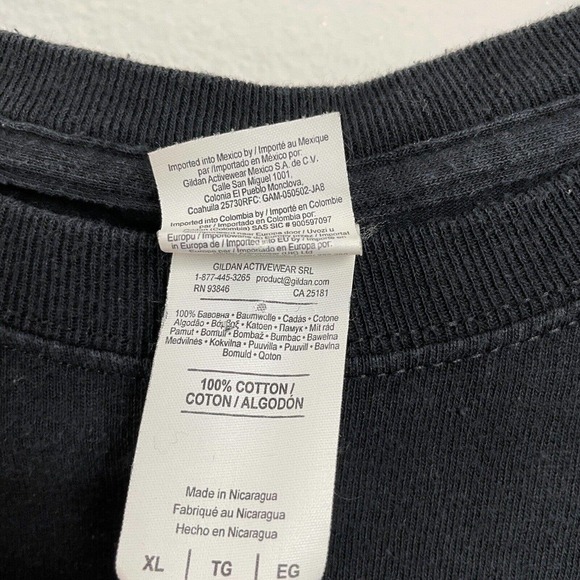 Imported into Mexico by / Importé au Mexique
par / Importado en México por:
Gildan Activewear Mexico S.A. de C.V.
Calle San Miguel 1001,
Colonia El Pueblo Monclova,
Coahuila 25730RFC: GAM-050502-JA8
Imported into Colombia by / Importé en Colombie
par / Importado en Colombia por:
(Colombia) SAS SIC # 900597097
Europu /
in Europa de / Imported into EU by /
GILDAN ACTIVEWEAR SRL
1-877-445-3265 product@gildan.com
RN 93846 CA 25181
100% Бавовна • Baumwolle • Cadás • Cotone
Algodão • Katoen • Памук • Mit rád
Pamut • Bomull • Bombaž • Bumbac • Bawełna
Medvilnės • Kokvilna • Puuvilla • Puuvill • Bavlna
Bomuld • Qoton
100% COTTON /
COTON / ALGODÓN
Made in Nicaragua
Fabriqué au Nicaragua
Hecho en Nicaragua
XL | TG | EG